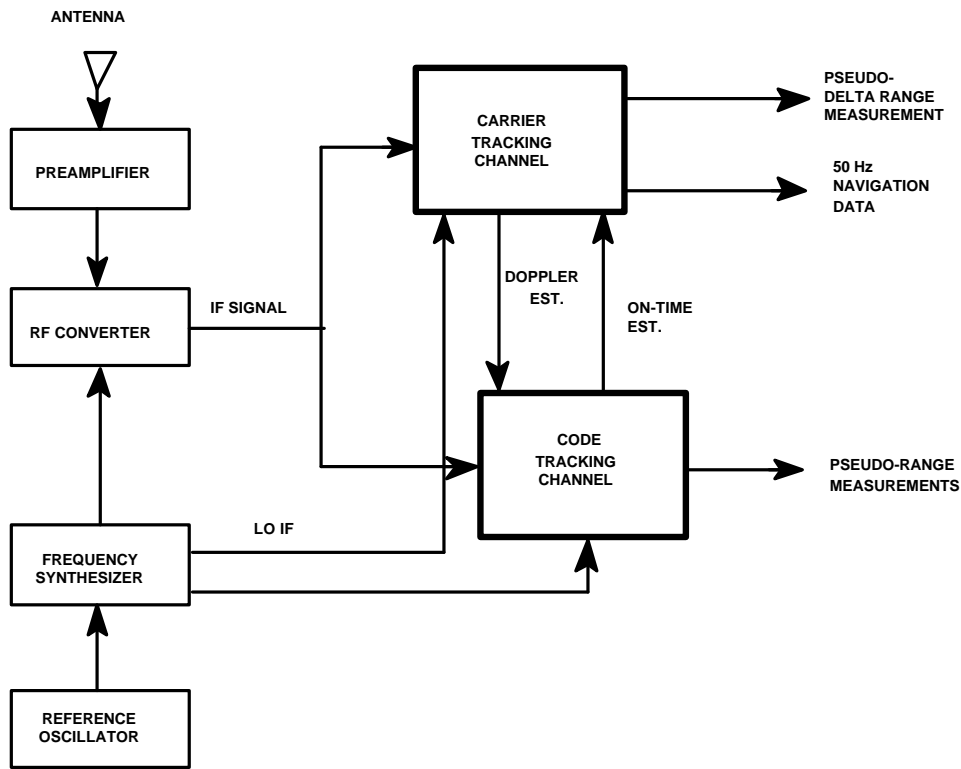 ANTENNA
PREAMPLIFIER
RF CONVERTER
FREQUENCY
SYNTHESIZER
REFERENCE
OSCILLATOR
IF SIGNAL
LO IF
CARRIER
TRACKING
CHANNEL
DOPPLER
EST.
ON-TIME
EST.
CODE
TRACKING
CHANNEL
PSEUDO-
DELTA RANGE
MEASUREMENT
50 Hz
NAVIGATION
DATA
PSEUDO-RANGE
MEASUREMENTS